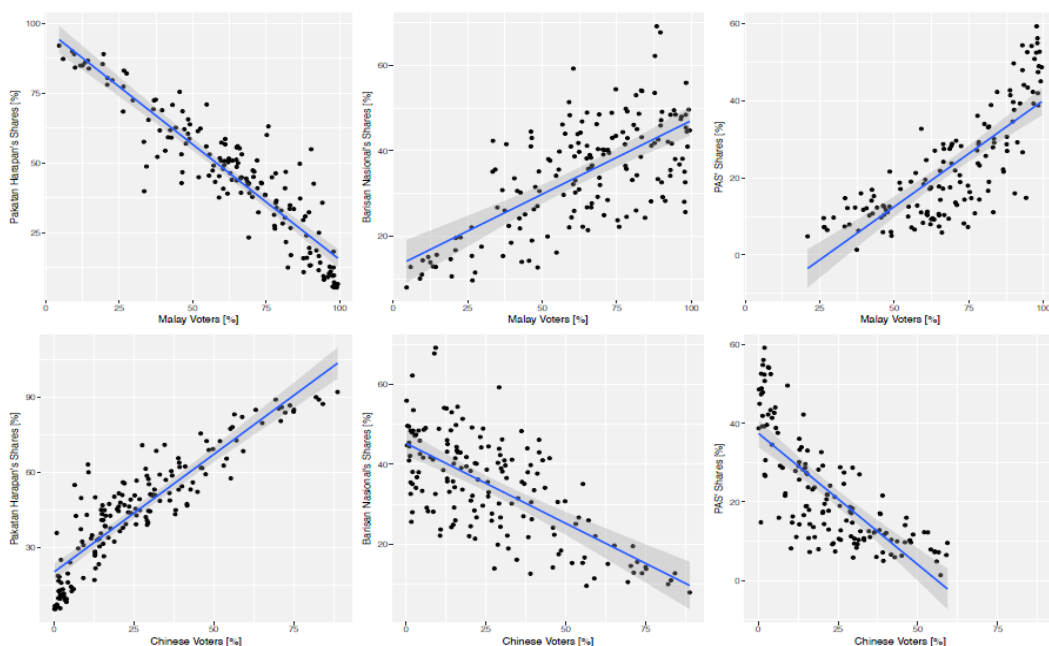 Pakatan Harapan's Shares [%]
100
75
50
25
0 25 50 75 100
Malay Voters [%]
Barisan Nasional's Shares [%]
60
40
20
0 25 50 75 100
Malay Voters [%]
PAS' Shares [%]
60
40
20
0
0 25 50 75 100
Malay Voters [%]
Pakatan Harapan's Shares [%]
90
60
30
0 25 50 75
Chinese Voters [%]
Barisan Nasional's Shares [%]
60
40
20
0 25 50 75
Chinese Voters [%]
PAS' Shares [%]
60
40
20
0
0 25 50 75
Chinese Voters [%]